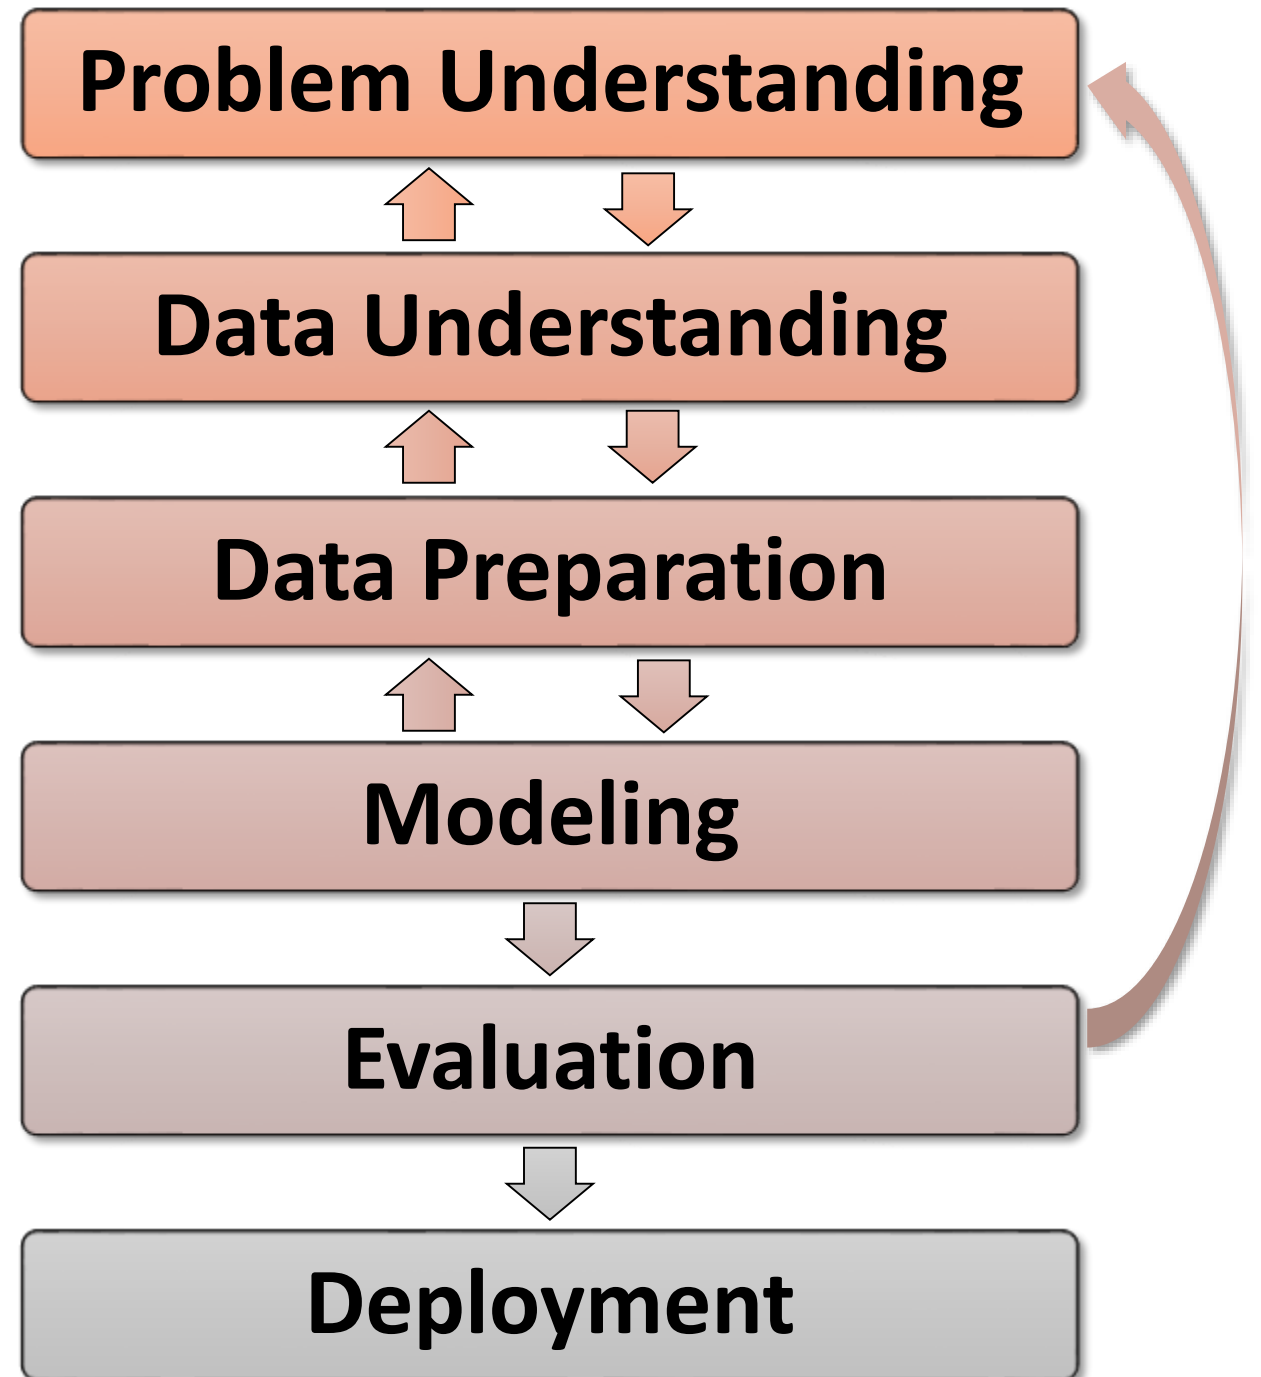 Problem Understanding
Data Understanding
Data Preparation
Modeling
Evaluation
Deployment